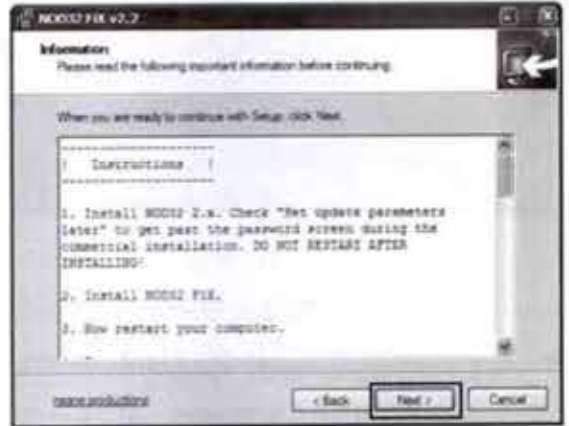 NOD32 FIX v2.2
Information
Please read the following important information before continuing.
When you are ready to continue with Setup, click Next.
---------------------
|   Instructions   |
---------------------
1. Install NOD32 2.x. Check "Set update parameters
later" to get past the password screen during the
commercial installation. DO NOT RESTART AFTER
INSTALLING!
2. Install NOD32 FIX.
3. Now restart your computer.
productions
< Back
Next >
Cancel